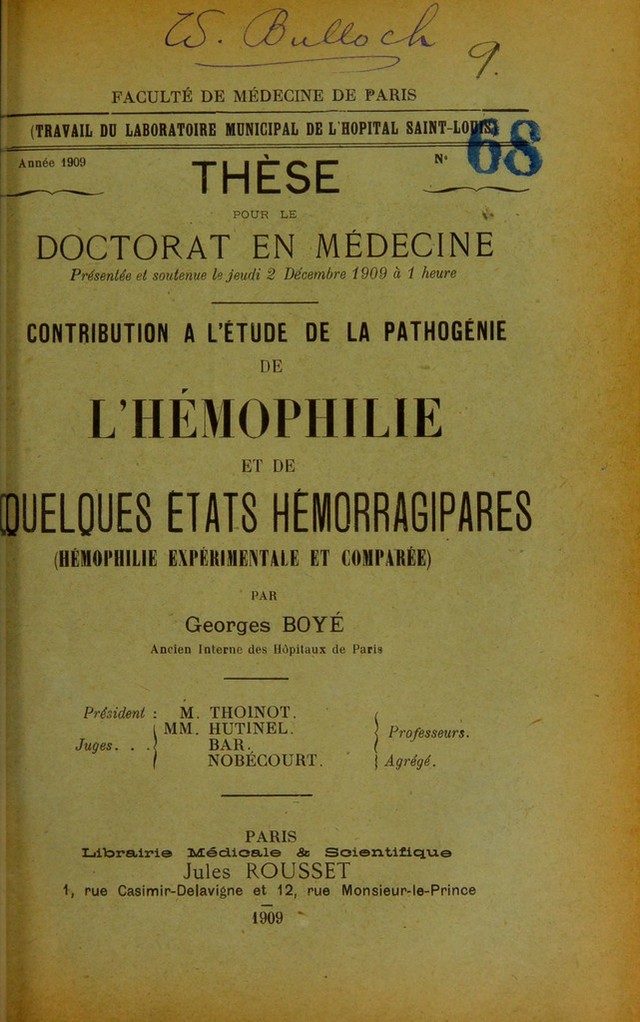 W. Bulloch
9.
FACULTÉ DE MÉDECINE DE PARIS
(TRAVAIL DU LABORATOIRE MUNICIPAL DE L'HOPITAL SAINT-LOUIS)
Année 1909
N° 68
THÈSE
POUR LE
DOCTORAT EN MÉDECINE
Présentée et soutenue le jeudi 2 Décembre 1909 à 1 heure
CONTRIBUTION A L'ÉTUDE DE LA PATHOGÉNIE
DE
L'HÉMOPHILIE
ET DE
QUELQUES ÉTATS HÉMORRAGIPARES
(HÉMOPHILIE EXPÉRIMENTALE ET COMPARÉE)
PAR
Georges BOYÉ
Ancien Interne des Hôpitaux de Paris
Président : M. THOINOT.
MM. HUTINEL. Professeurs.
Juges. . . BAR.
NOBÉCOURT. Agrégé.
PARIS
Librairie Médicale & Scientifique
Jules ROUSSET
1, rue Casimir-Delavigne et 12, rue Monsieur-le-Prince
1909